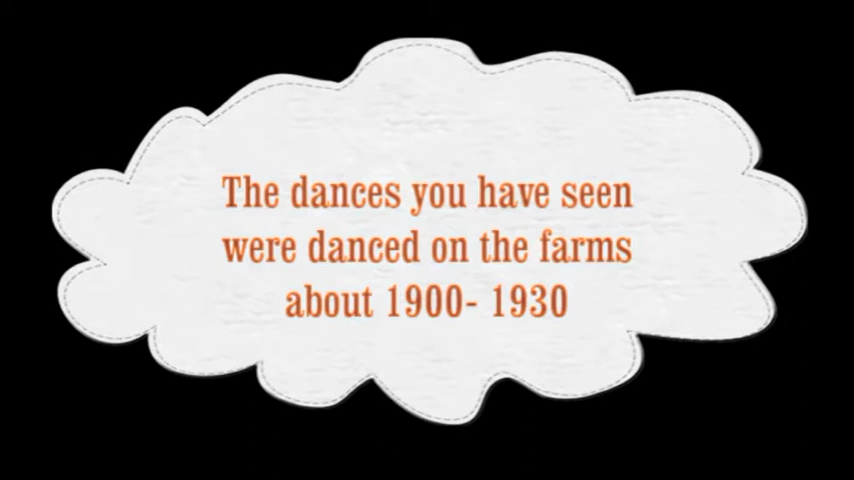 The dances you have seen
were danced on the farms
about 1900- 1930